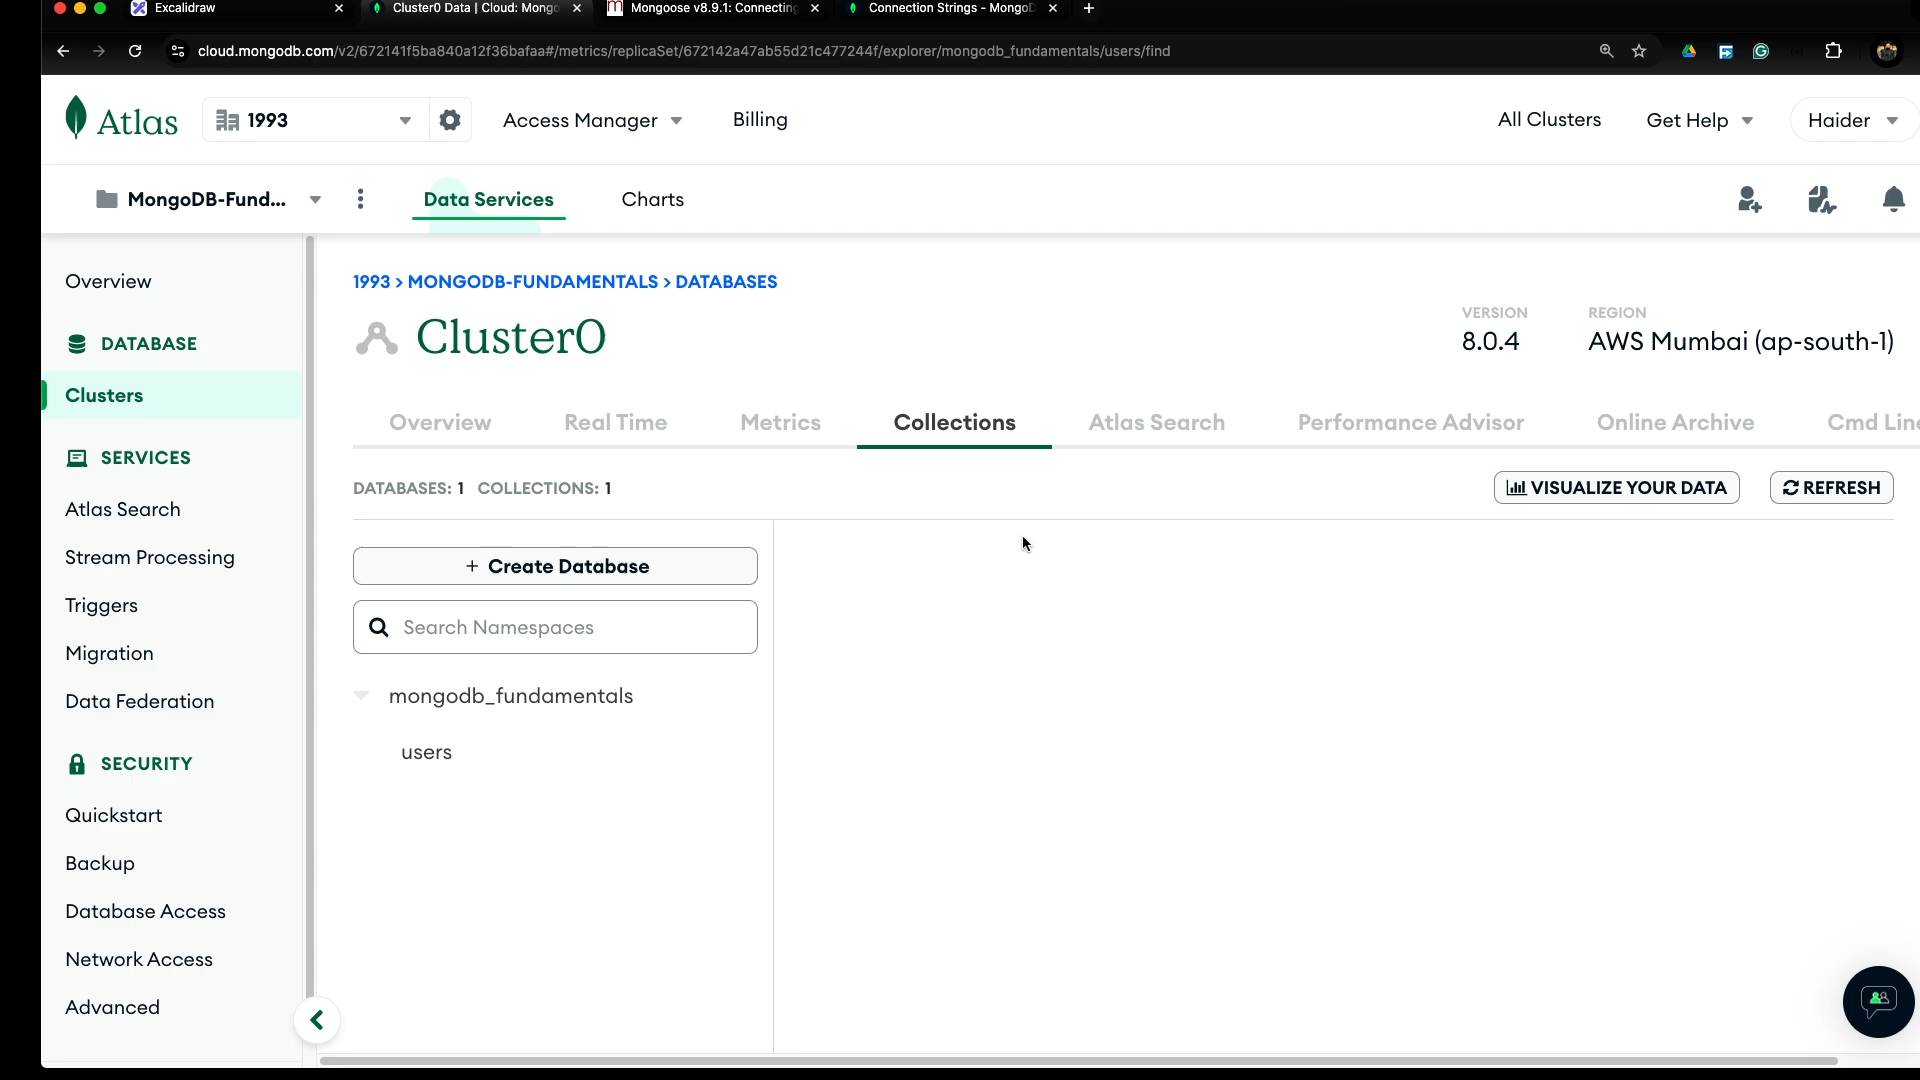 Excalidraw
Cluster0 Data | Cloud: Mongo
Mongoose v8.9.1: Connecting
Connection Strings - MongoD
cloud.mongodb.com/v2/672141f5ba840a12f36bafaa#/metrics/replicaSet/672142a47ab55d21c477244f/explorer/mongodb_fundamentals/users/find
Atlas
1993
Access Manager
Billing
All Clusters
Get Help
Haider
MongoDB-Fund...
Data Services
Charts
Overview
DATABASE
Clusters
SERVICES
Atlas Search
Stream Processing
Triggers
Migration
Data Federation
SECURITY
Quickstart
Backup
Database Access
Network Access
Advanced
1993 > MONGODB-FUNDAMENTALS > DATABASES
Cluster0
VERSION
8.0.4
REGION
AWS Mumbai (ap-south-1)
Overview
Real Time
Metrics
Collections
Atlas Search
Performance Advisor
Online Archive
Cmd Line
DATABASES: 1 COLLECTIONS: 1
VISUALIZE YOUR DATA
REFRESH
+ Create Database
Search Namespaces
mongodb_fundamentals
users